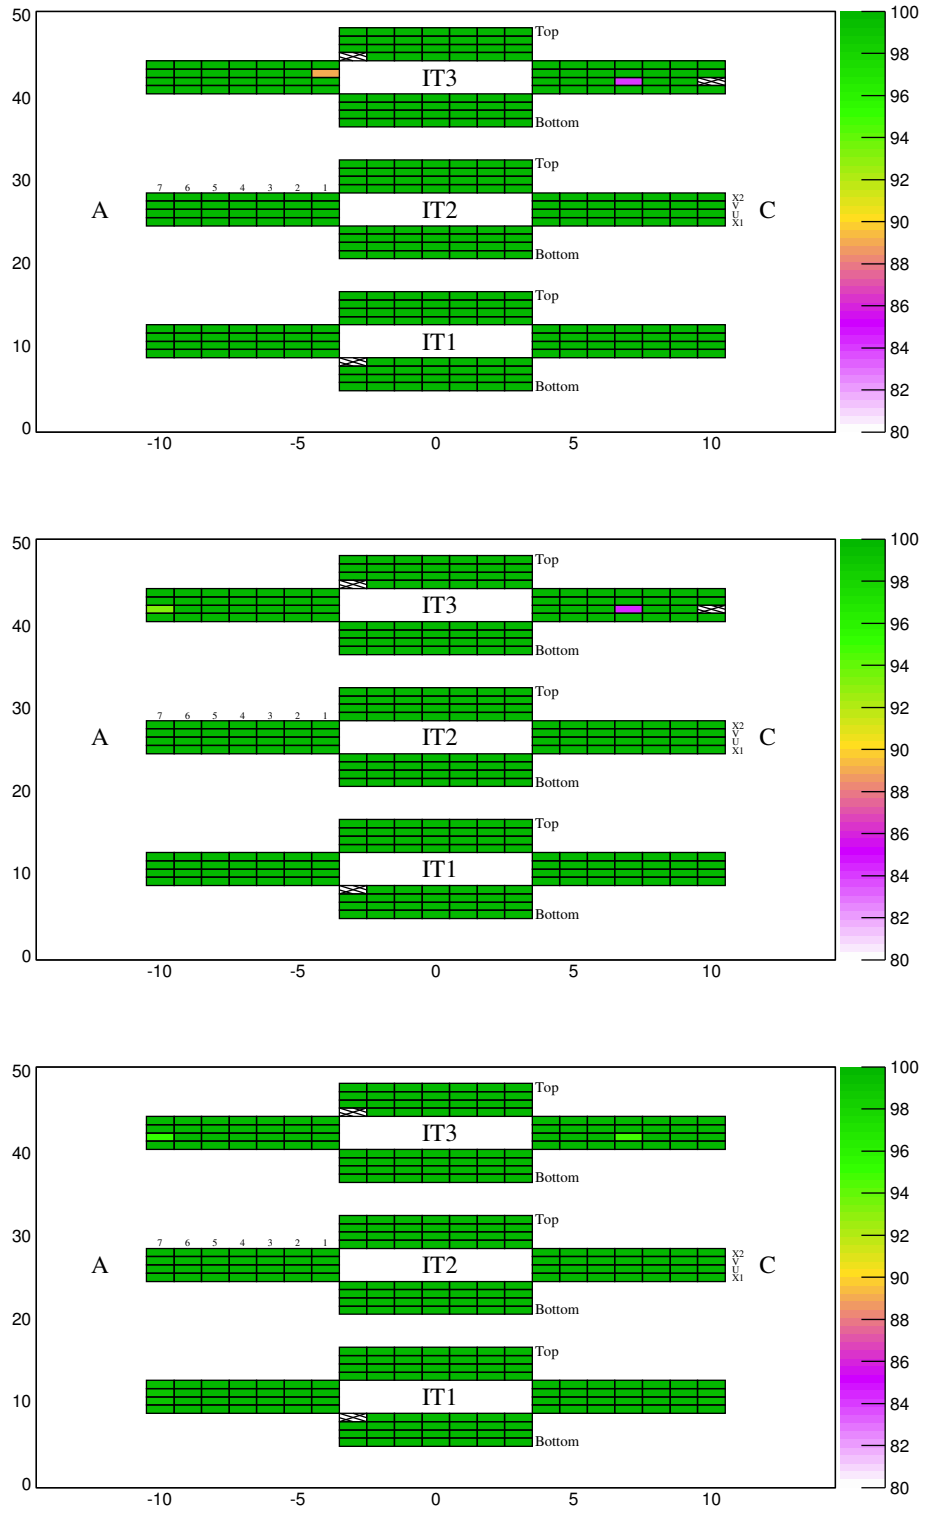 50
Top
100
98
40
IT3
96
Bottom
94
30
Top
92
7 6 5 4 3 2 1
A
IT2
X2
V
U
X1
C
90
20
Bottom
88
Top
86
10
IT1
84
Bottom
82
0
80
-10 -5 0 5 10
50
Top
100
98
40
IT3
96
Bottom
94
30
Top
92
7 6 5 4 3 2 1
A
IT2
X2
V
U
X1
C
90
20
Bottom
88
Top
86
10
IT1
84
Bottom
82
0
80
-10 -5 0 5 10
50
Top
100
98
40
IT3
96
Bottom
94
30
Top
92
7 6 5 4 3 2 1
A
IT2
X2
V
U
X1
C
90
20
Bottom
88
Top
86
10
IT1
84
Bottom
82
0
80
-10 -5 0 5 10